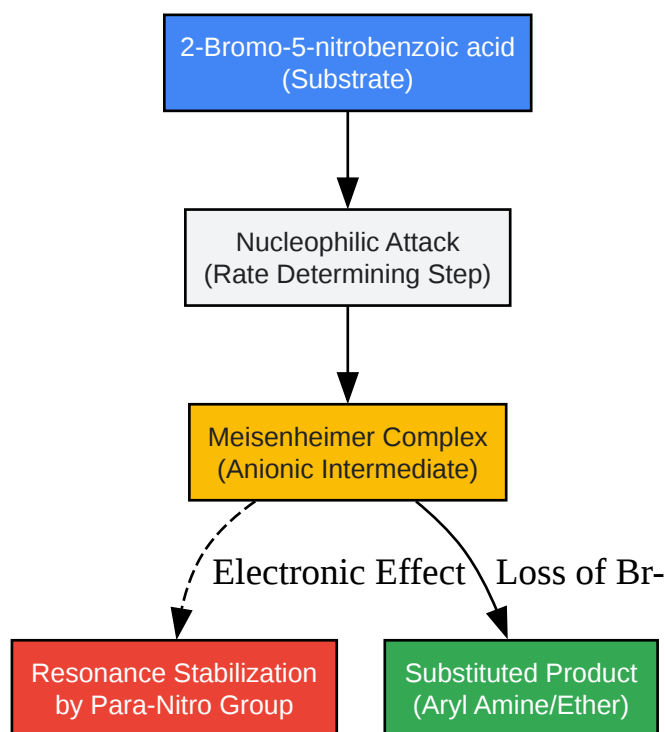 2-Bromo-5-nitrobenzoic acid
(Substrate)
Nucleophilic Attack
(Rate Determining Step)
Meisenheimer Complex
(Anionic Intermediate)
Electronic Effect
Loss of Br-
Resonance Stabilization
by Para-Nitro Group
Substituted Product
(Aryl Amine/Ether)